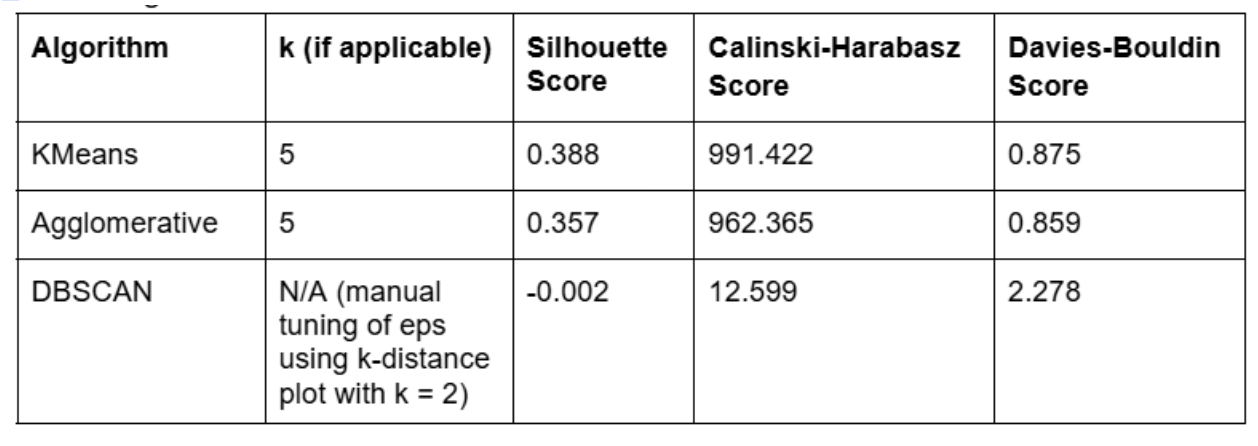 Algorithm
k (if applicable)
Silhouette
Score
Calinski-Harabasz
Score
Davies-Bouldin
Score
KMeans
5
0.388
991.422
0.875
Agglomerative
5
0.357
962.365
0.859
DBSCAN
N/A (manual
tuning of eps
using k-distance
plot with k = 2)
-0.002
12.599
2.278